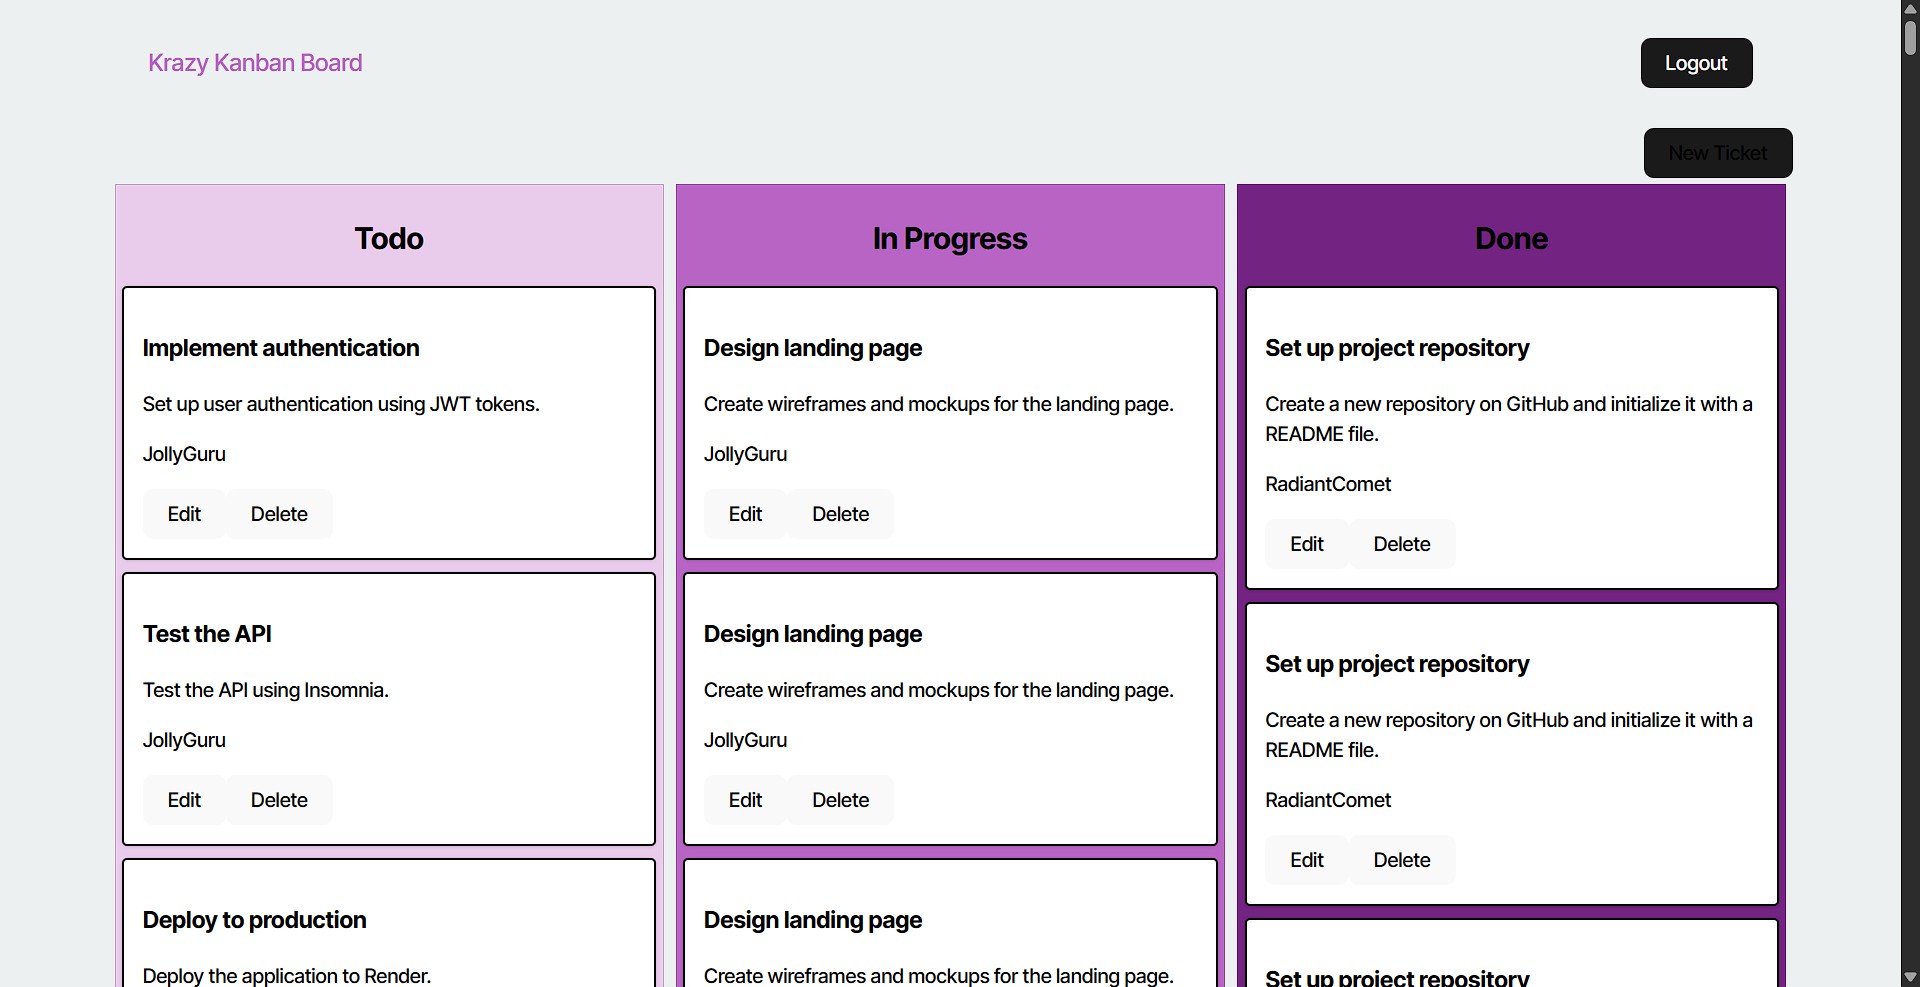 Krazy Kanban Board
Logout
New Ticket
Todo
Implement authentication
Set up user authentication using JWT tokens.
JollyGuru
Edit Delete
Test the API
Test the API using Insomnia.
JollyGuru
Edit Delete
Deploy to production
Deploy the application to Render.
In Progress
Design landing page
Create wireframes and mockups for the landing page.
JollyGuru
Edit Delete
Design landing page
Create wireframes and mockups for the landing page.
JollyGuru
Edit Delete
Design landing page
Create wireframes and mockups for the landing page.
Done
Set up project repository
Create a new repository on GitHub and initialize it with a
README file.
RadiantComet
Edit Delete
Set up project repository
Create a new repository on GitHub and initialize it with a
README file.
RadiantComet
Edit Delete
Set up project repository